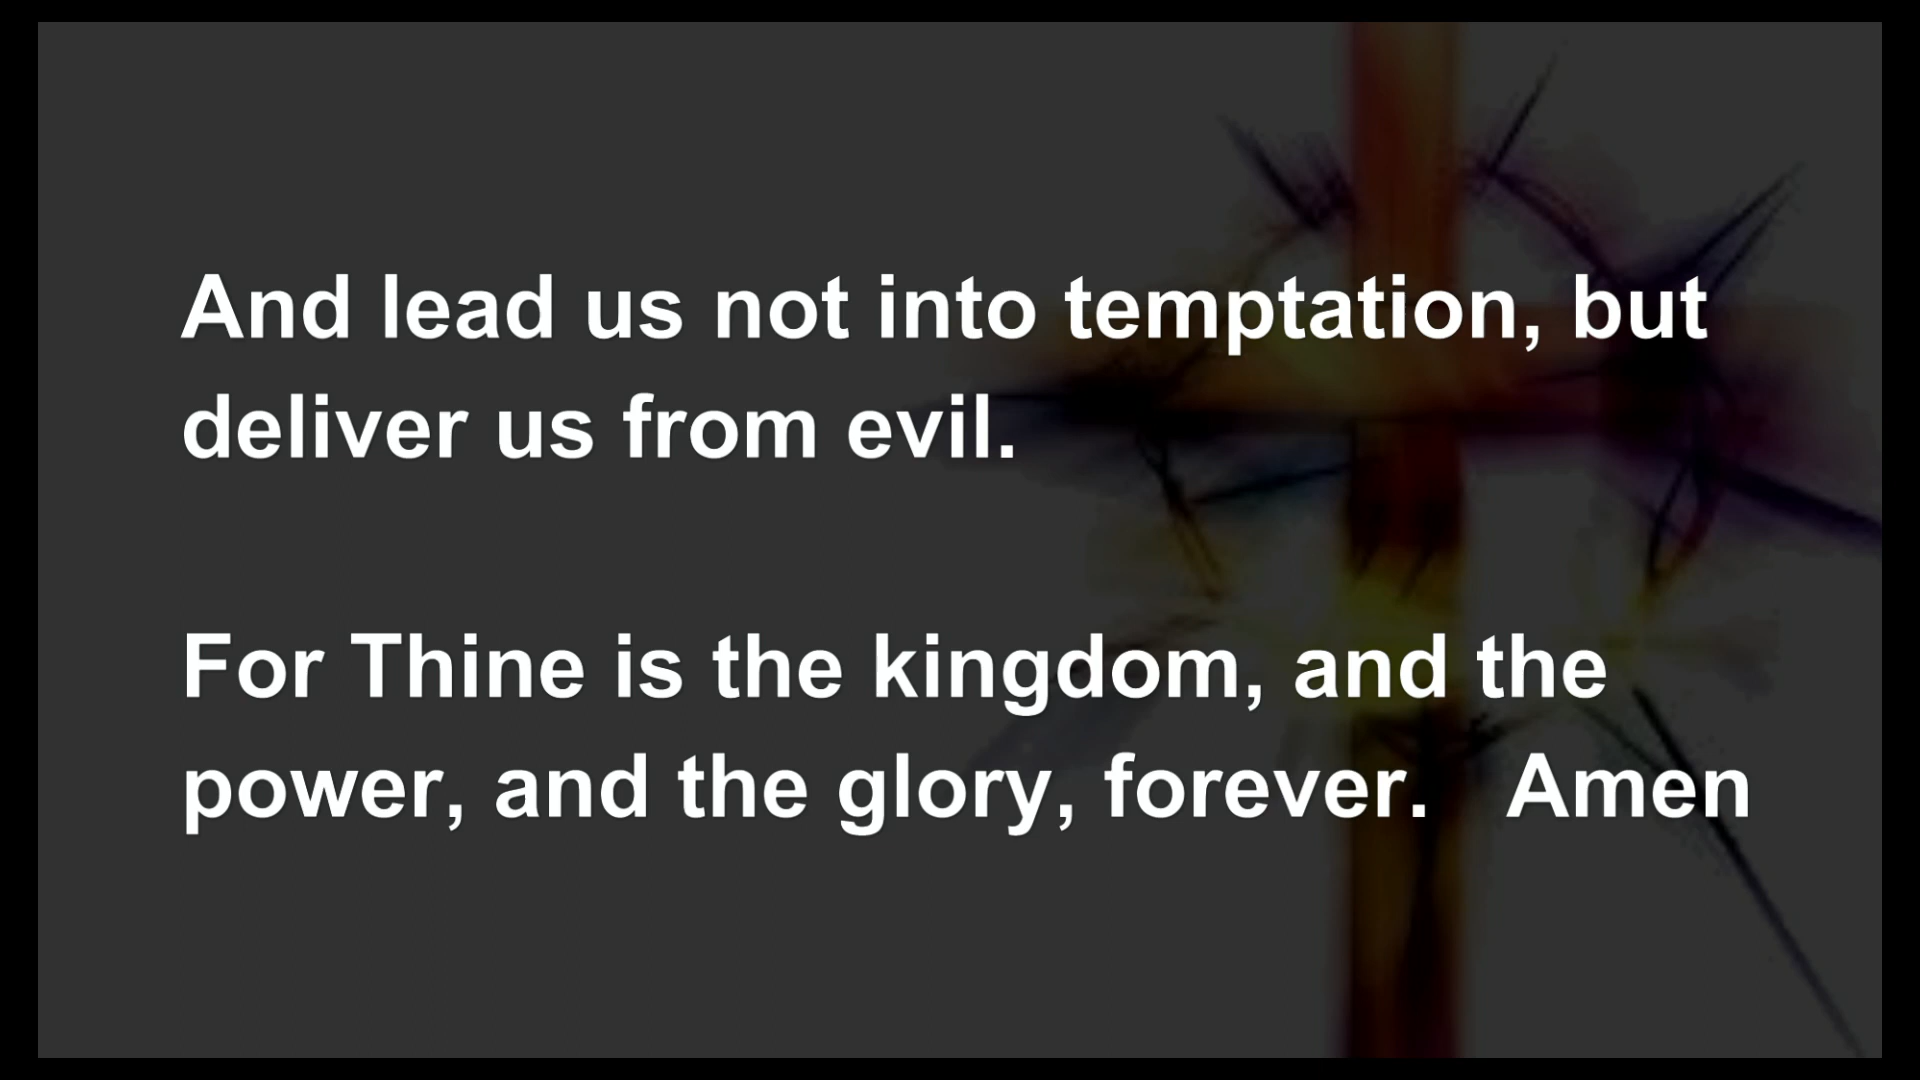 And lead us not into temptation, but
deliver us from evil.
For Thine is the kingdom, and the
power, and the glory, forever.   Amen